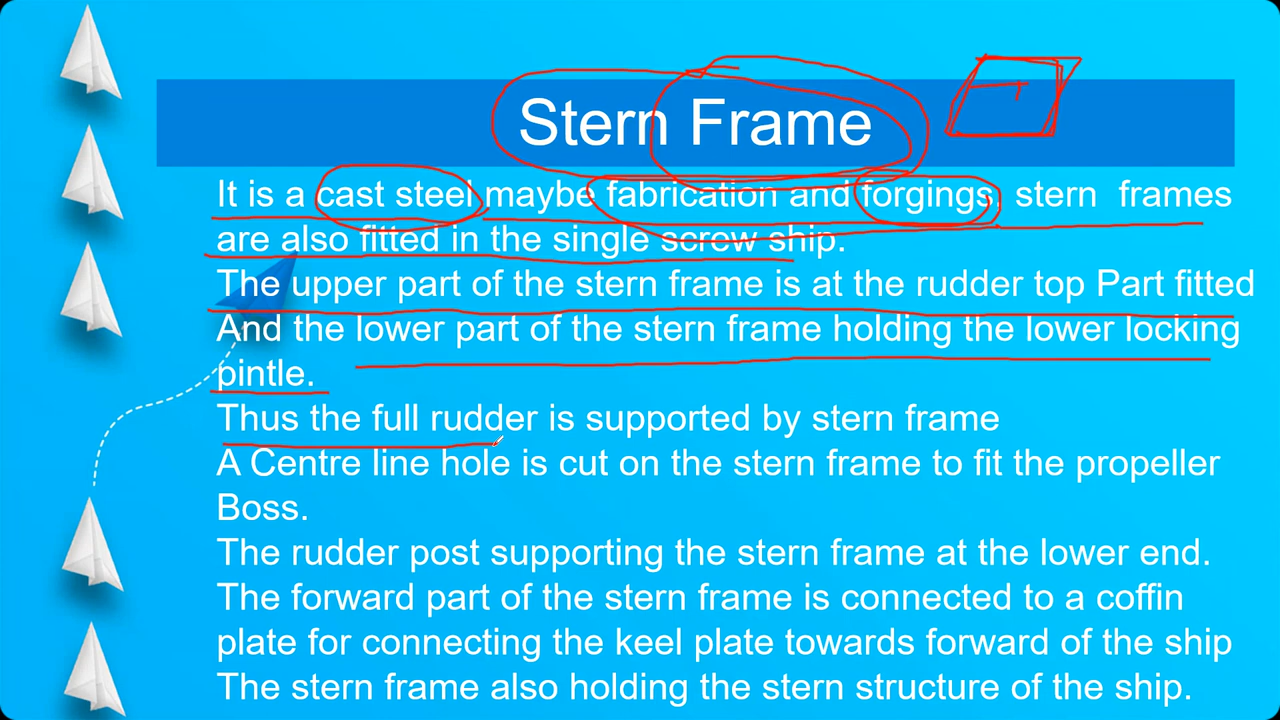 Stern Frame
It is a cast steel maybe fabrication and forgings, stern frames
are also fitted in the single screw ship.
The upper part of the stern frame is at the rudder top Part fitted
And the lower part of the stern frame holding the lower locking
pintle.
Thus the full rudder is supported by stern frame
A Centre line hole is cut on the stern frame to fit the propeller
Boss.
The rudder post supporting the stern frame at the lower end.
The forward part of the stern frame is connected to a coffin
plate for connecting the keel plate towards forward of the ship
The stern frame also holding the stern structure of the ship.